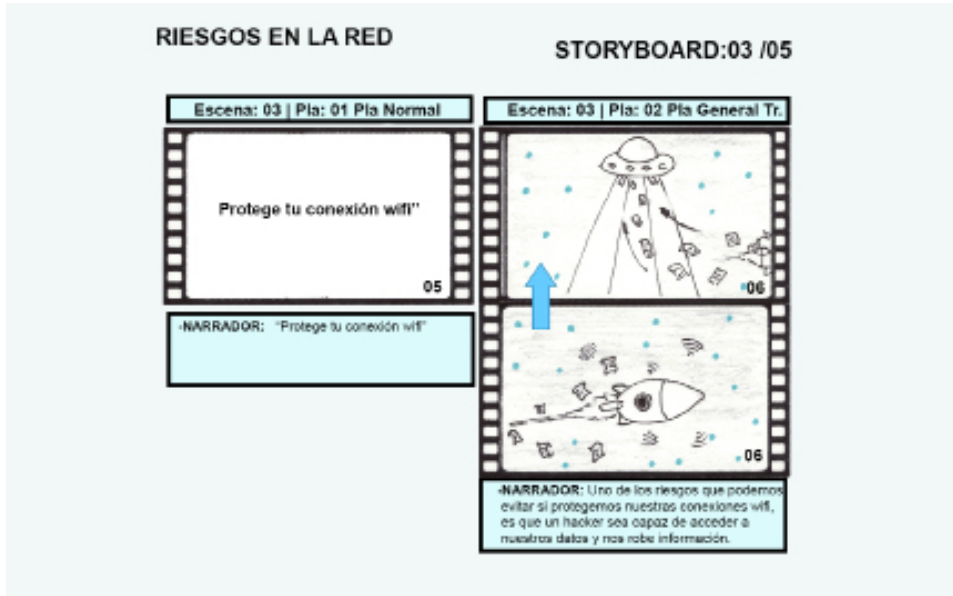 RIESGOS EN LA RED
STORYBOARD:03 /05
Escena: 03 | Pla: 01 Pla Normal
Protege tu conexión wifi"
05
-NARRADOR: "Protege tu conexión wifi"
Escena: 03 | Pla: 02 Pla General Tr.
06
06
-NARRADOR: Uno de los riesgos que podemos
evitar si protegemos nuestras conexiones wifi,
es que un hacker sea capaz de acceder a
nuestros datos y nos robe información.